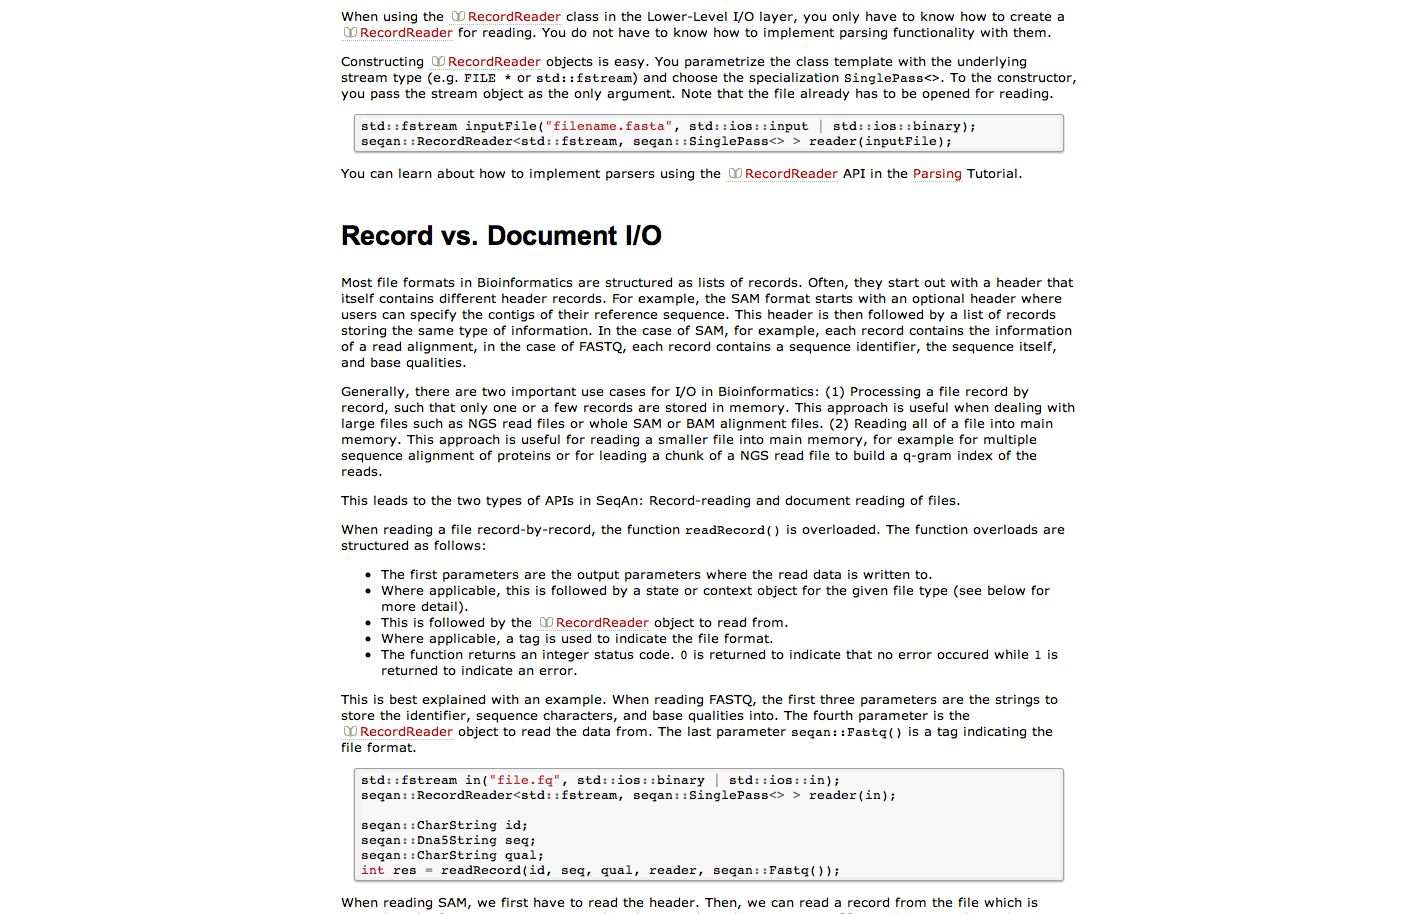 When using the RecordReader class in the Lower-Level I/O layer, you only have to know how to create a
RecordReader for reading. You do not have to know how to implement parsing functionality with them.
Constructing RecordReader objects is easy. You parametrize the class template with the underlying
stream type (e.g. FILE * or std::fstream) and choose the specialization SinglePass<>. To the constructor,
you pass the stream object as the only argument. Note that the file already has to be opened for reading.
std::fstream inputFile("filename.fasta", std::ios::input | std::ios::binary);
seqan::RecordReader<std::fstream, seqan::SinglePass<> > reader(inputFile);
You can learn about how to implement parsers using the RecordReader API in the Parsing Tutorial.
Record vs. Document I/O
Most file formats in Bioinformatics are structured as lists of records. Often, they start out with a header that
itself contains different header records. For example, the SAM format starts with an optional header where
users can specify the contigs of their reference sequence. This header is then followed by a list of records
storing the same type of information. In the case of SAM, for example, each record contains the information
of a read alignment, in the case of FASTQ, each record contains a sequence identifier, the sequence itself,
and base qualities.
Generally, there are two important use cases for I/O in Bioinformatics: (1) Processing a file record by
record, such that only one or a few records are stored in memory. This approach is useful when dealing with
large files such as NGS read files or whole SAM or BAM alignment files. (2) Reading all of a file into main
memory. This approach is useful for reading a smaller file into main memory, for example for multiple
sequence alignment of proteins or for leading a chunk of a NGS read file to build a q-gram index of the
reads.
This leads to the two types of APIs in SeqAn: Record-reading and document reading of files.
When reading a file record-by-record, the function readRecord() is overloaded. The function overloads are
structured as follows:
• The first parameters are the output parameters where the read data is written to.
• Where applicable, this is followed by a state or context object for the given file type (see below for
more detail).
• This is followed by the RecordReader object to read from.
• Where applicable, a tag is used to indicate the file format.
• The function returns an integer status code. 0 is returned to indicate that no error occured while 1 is
returned to indicate an error.
This is best explained with an example. When reading FASTQ, the first three parameters are the strings to
store the identifier, sequence characters, and base qualities into. The fourth parameter is the
RecordReader object to read the data from. The last parameter seqan::Fastq() is a tag indicating the
file format.
std::fstream in("file.fq", std::ios::binary | std::ios::in);
seqan::RecordReader<std::fstream, seqan::SinglePass<> > reader(in);
seqan::CharString id;
seqan::Dna5String seq;
seqan::CharString qual;
int res = readRecord(id, seq, qual, reader, seqan::Fastq());
When reading SAM, we first have to read the header. Then, we can read a record from the file which is